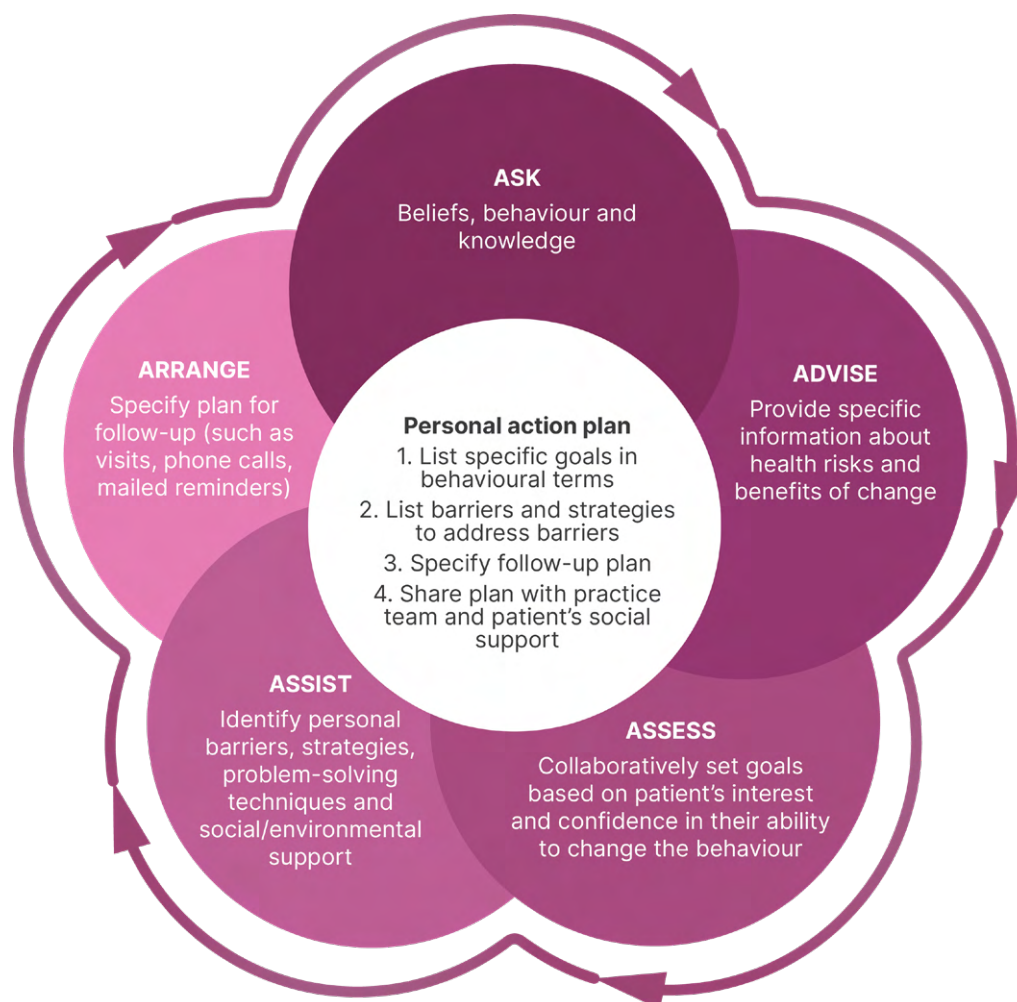 ASK
Beliefs, behaviour and
knowledge
ADVISE
Provide specific
information about
health risks and
benefits of change
ASSESS
Collaboratively set goals
based on patient’s interest
and confidence in their ability
to change the behaviour
ASSIST
Identify personal
barriers, strategies,
problem-solving
techniques and
social/environmental
support
ARRANGE
Specify plan for
follow-up (such as
visits, phone calls,
mailed reminders)
Personal action plan
1. List specific goals in
behavioural terms
2. List barriers and strategies
to address barriers
3. Specify follow-up plan
4. Share plan with practice
team and patient’s social
support